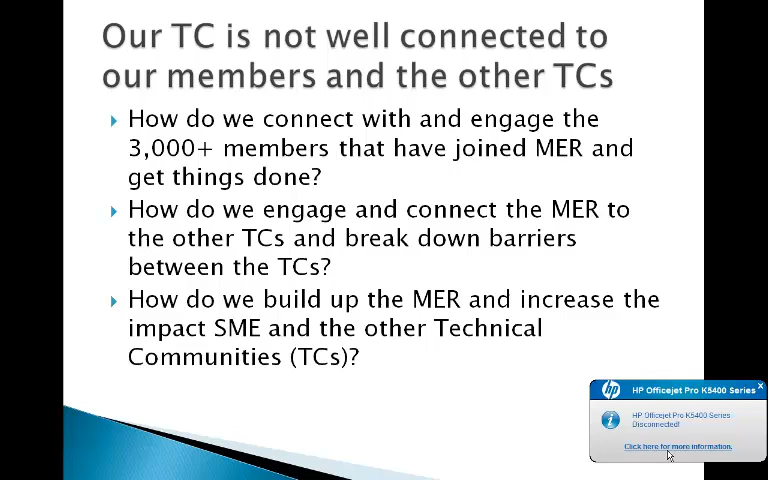 Our TC is not well connected to
our members and the other TCs
How do we connect with and engage the
3,000+ members that have joined MER and
get things done?
How do we engage and connect the MER to
the other TCs and break down barriers
between the TCs?
How do we build up the MER and increase the
impact SME and the other Technical
Communities (TCs)?
hp HP Officejet Pro K5400 Series
HP Officejet Pro K5400 Series
Disconnected!
Click here for more information.